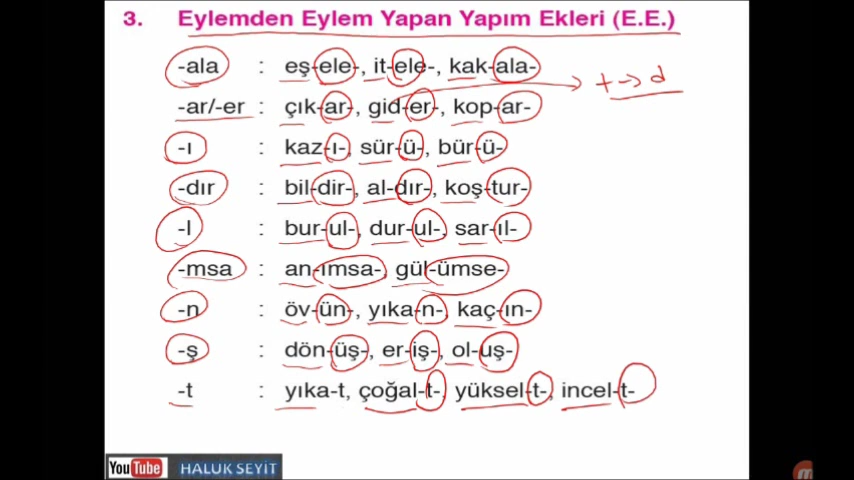 3. Eylemden Eylem Yapan Yapım Ekleri (E.E.)
-ala : eş-ele-, it-ele-, kak-ala-
t→d
-ar/-er : çık-ar-, gid-er-, kop-ar-
-ı : kaz-ı-, sür-ü-, bür-ü-
-dır : bil-dir-, al-dır-, koş-tur-
-l : bur-ul-, dur-ul-, sar-ıl-
-msa : an-ımsa-, gül-ümse-
-n : öv-ün-, yıka-n-, kaç-ın-
-ş : dön-üş-, er-iş-, ol-uş-
-t : yıka-t, çoğal-t-, yüksel-t-, incel-t-
YouTube HALUK SEYİT